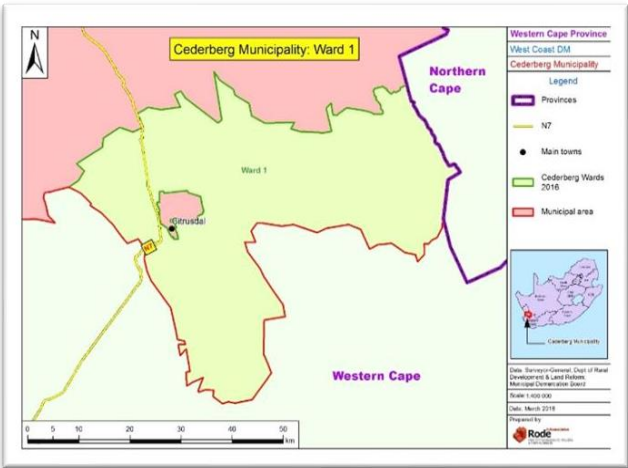 N
Cederberg Municipality: Ward 1
Northern
Cape
Ward 1
Citrusdal
N7
Western Cape
0 5 10 20 30 40 50
km
Western Cape Province
West Coast DM
Cederberg Municipality
Legend
Provinces
N7
Main towns
Cederberg Wards
2016
Municipal area
Cederberg Municipality
Data: Surveyor-General, Dept of Rural
Development & Land Reform,
Municipal Demarcation Board
Scale 1:400 000
Date: March 2018
Prepared by
Rode